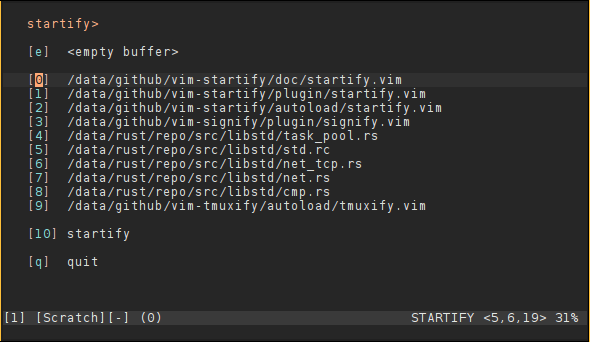 startify>
[e] <empty buffer>
[0] /data/github/vim-startify/doc/startify.vim
[1] /data/github/vim-startify/plugin/startify.vim
[2] /data/github/vim-startify/autoload/startify.vim
[3] /data/github/vim-signify/plugin/signify.vim
[4] /data/rust/repo/src/libstd/task_pool.rs
[5] /data/rust/repo/src/libstd/std.rc
[6] /data/rust/repo/src/libstd/net_tcp.rs
[7] /data/rust/repo/src/libstd/net.rs
[8] /data/rust/repo/src/libstd/cmp.rs
[9] /data/github/vim-tmuxify/autoload/tmuxify.vim
[10] startify
[q] quit
[1] [Scratch][-] (0) STARTIFY <5,6,19> 31%